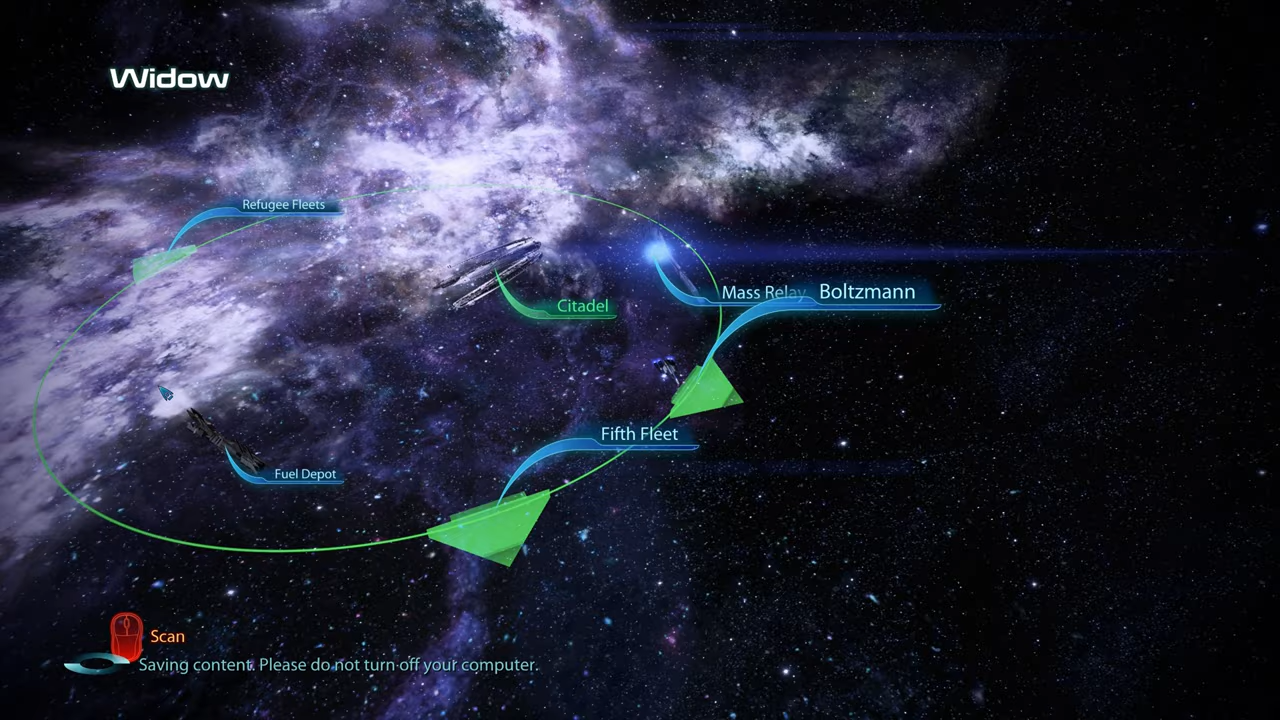 Widow
Refugee Fleets
Citadel
Mass Relay
Boltzmann
Fifth Fleet
Fuel Depot
Scan
Saving content. Please do not turn off your computer.